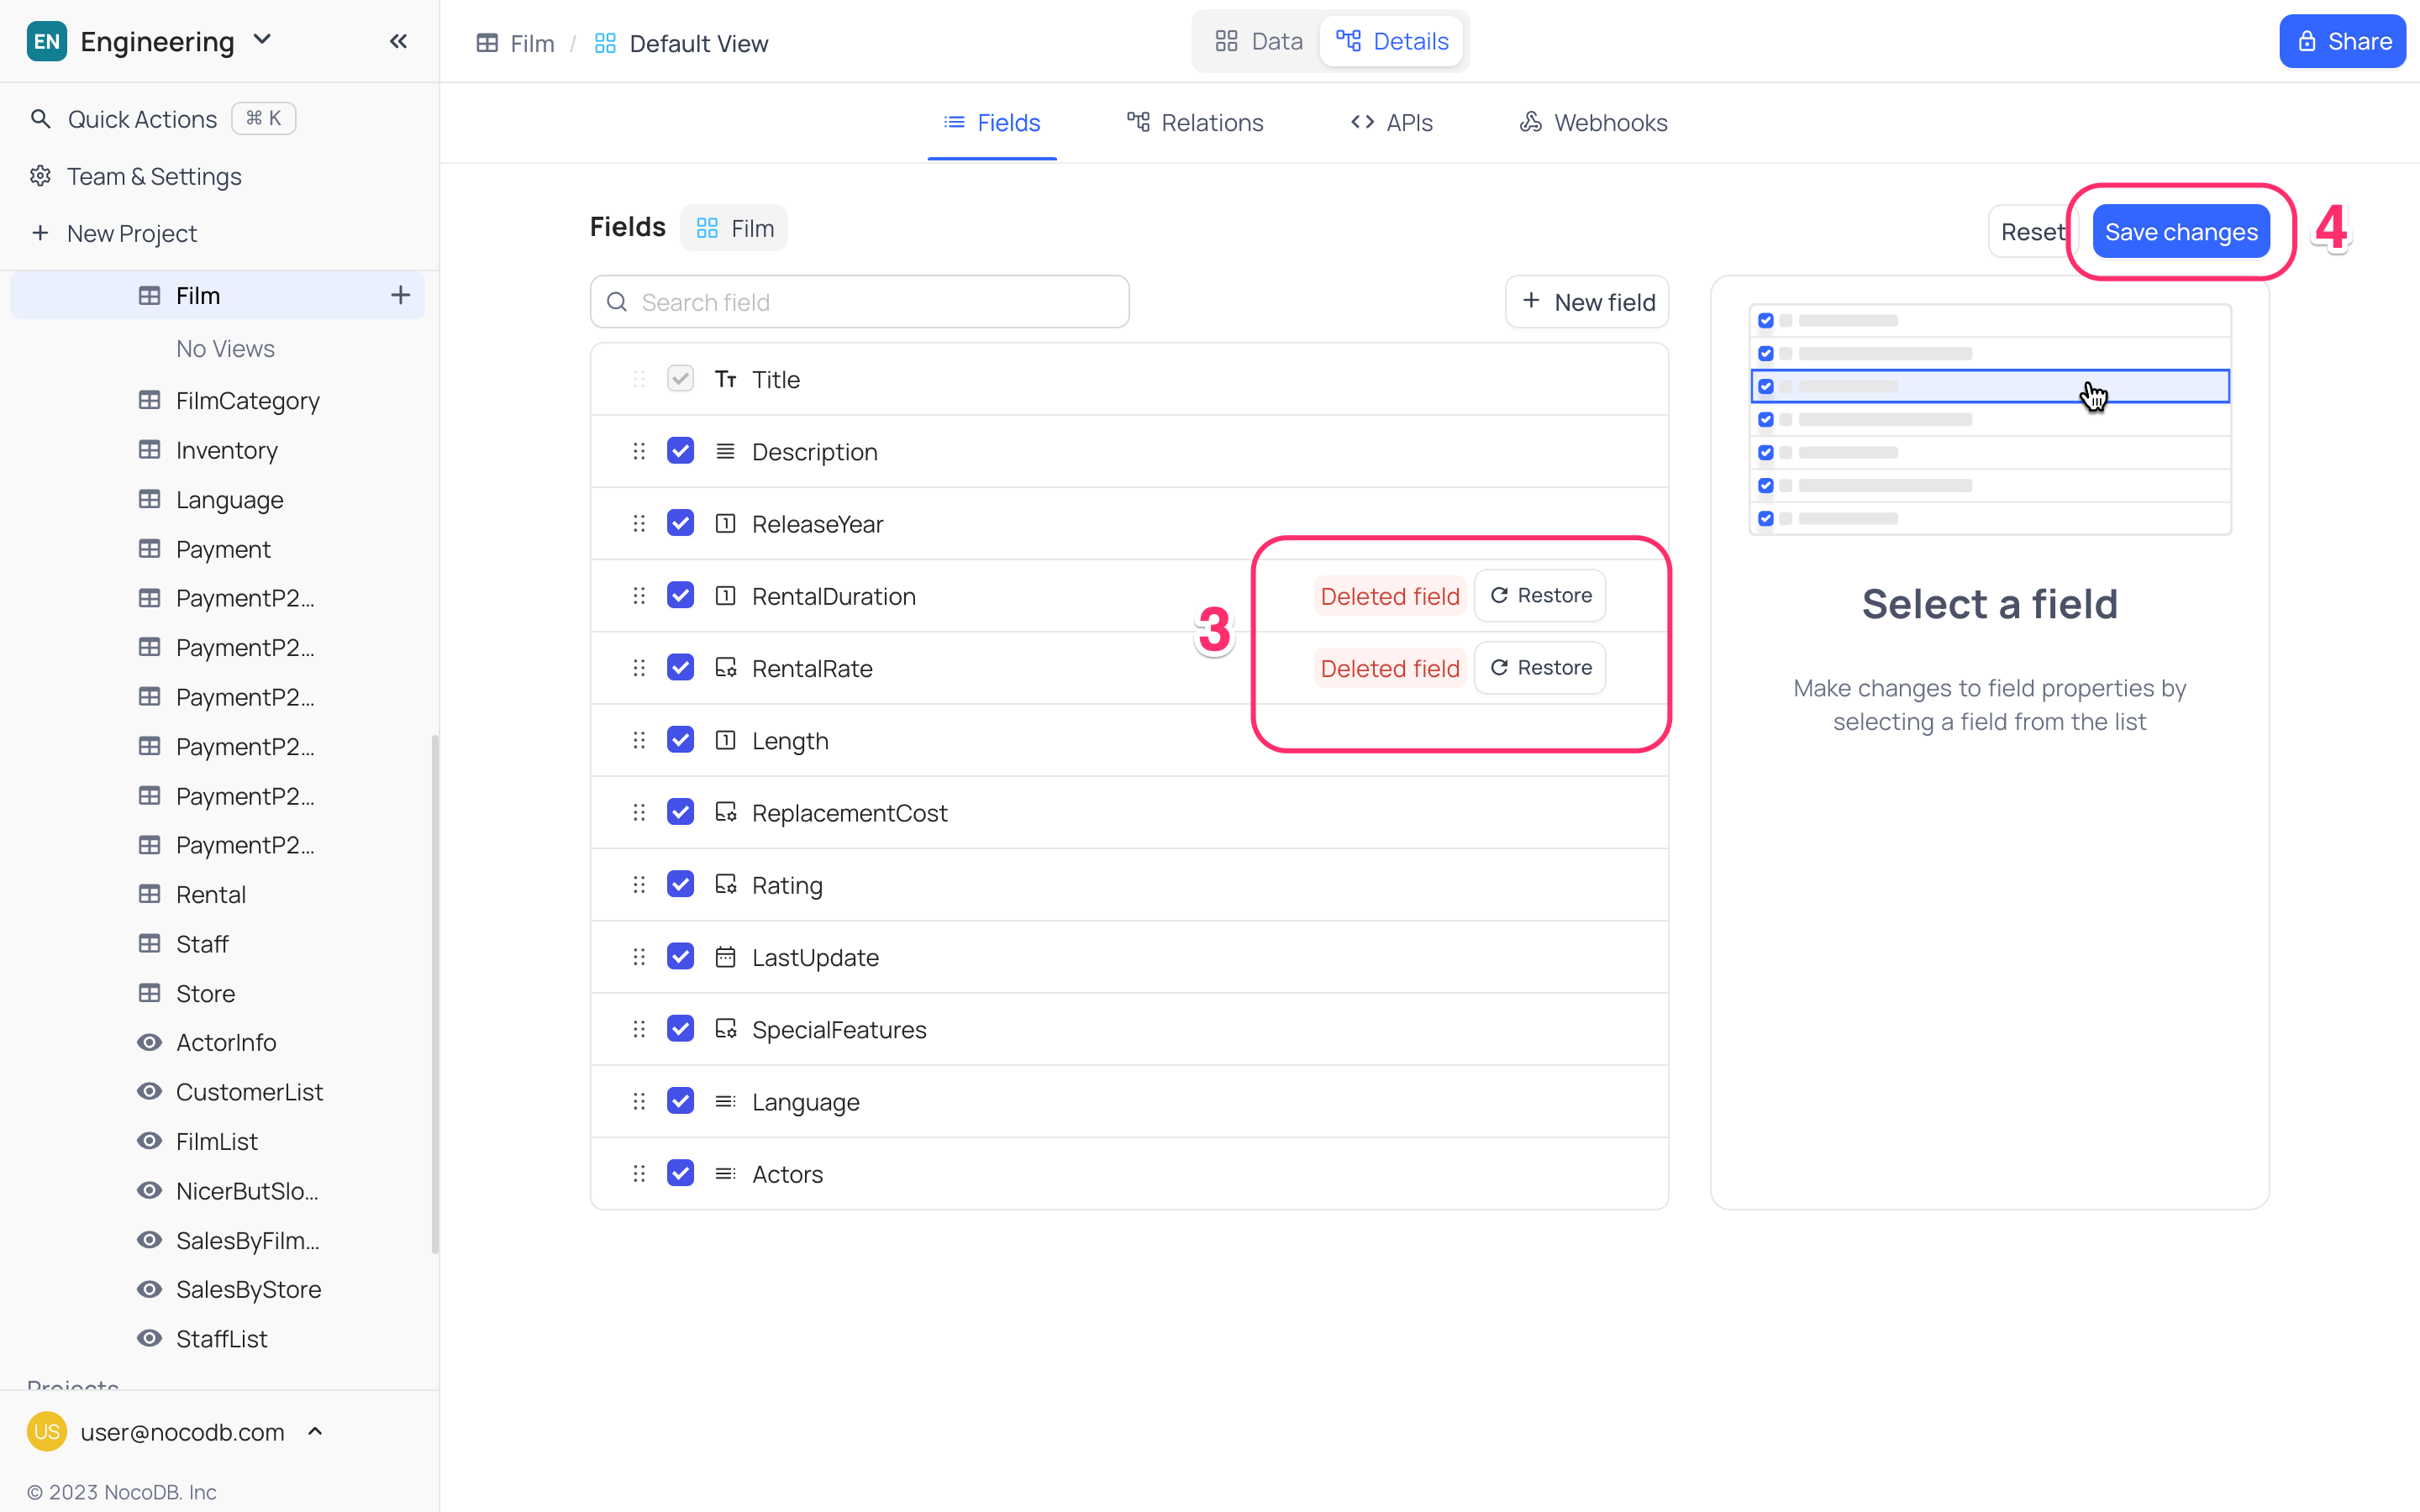 EN Engineering
Quick Actions ⌘ K
Team & Settings
New Project
Film
No Views
FilmCategory
Inventory
Language
Payment
PaymentP2...
PaymentP2...
PaymentP2...
PaymentP2...
PaymentP2...
PaymentP2...
Rental
Staff
Store
ActorInfo
CustomerList
FilmList
NicerButSlo...
SalesByFilm...
SalesByStore
StaffList
Projects
US user@nocodb.com
© 2023 NocoDB. Inc
Film / Default View
Data Details
Share
Fields Relations APIs Webhooks
Fields Film
Reset Save changes 4
Search field
New field
Title
Description
ReleaseYear
RentalDuration Deleted field Restore
3
RentalRate Deleted field Restore
Length
ReplacementCost
Rating
LastUpdate
SpecialFeatures
Language
Actors
Select a field
Make changes to field properties by
selecting a field from the list